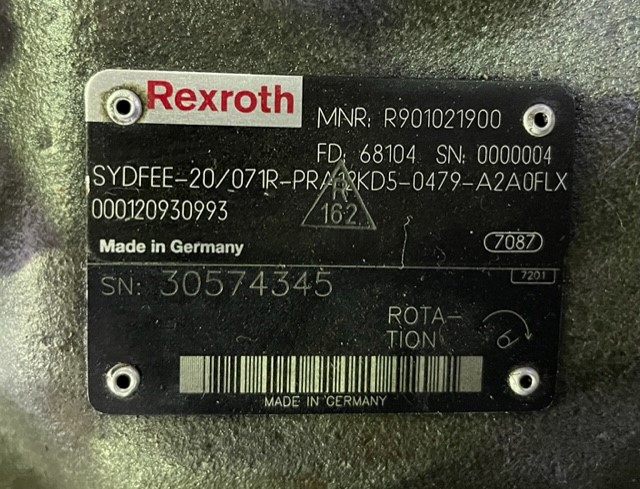 Rexroth
MNR: R901021900
FD: 68104 SN: 0000004
SYDFEE-20/071R-PRA12KD5-0479-A2A0FLX
000120930993
R
162
Made in Germany
7087
7201
SN: 30574345
ROTA-
TION
MADE IN GERMANY